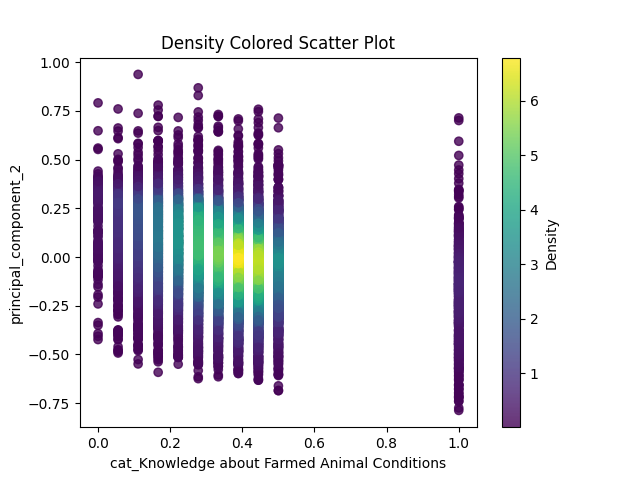 Density Colored Scatter Plot
1.00
0.75
0.50
0.25
0.00
−0.25
−0.50
−0.75
principal_component_2
0.0 0.2 0.4 0.6 0.8 1.0
cat_Knowledge about Farmed Animal Conditions
6
5
4
3
2
1
Density